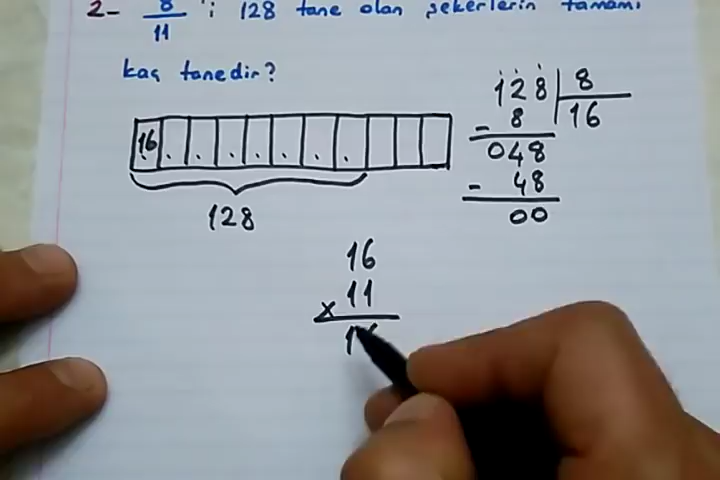 2- 8/11 'i 128 tane olan şekerlerin tamamı
kaç tanedir?
128 | 8
- 8 16
048
- 48
00
16
128
16
x 11
16